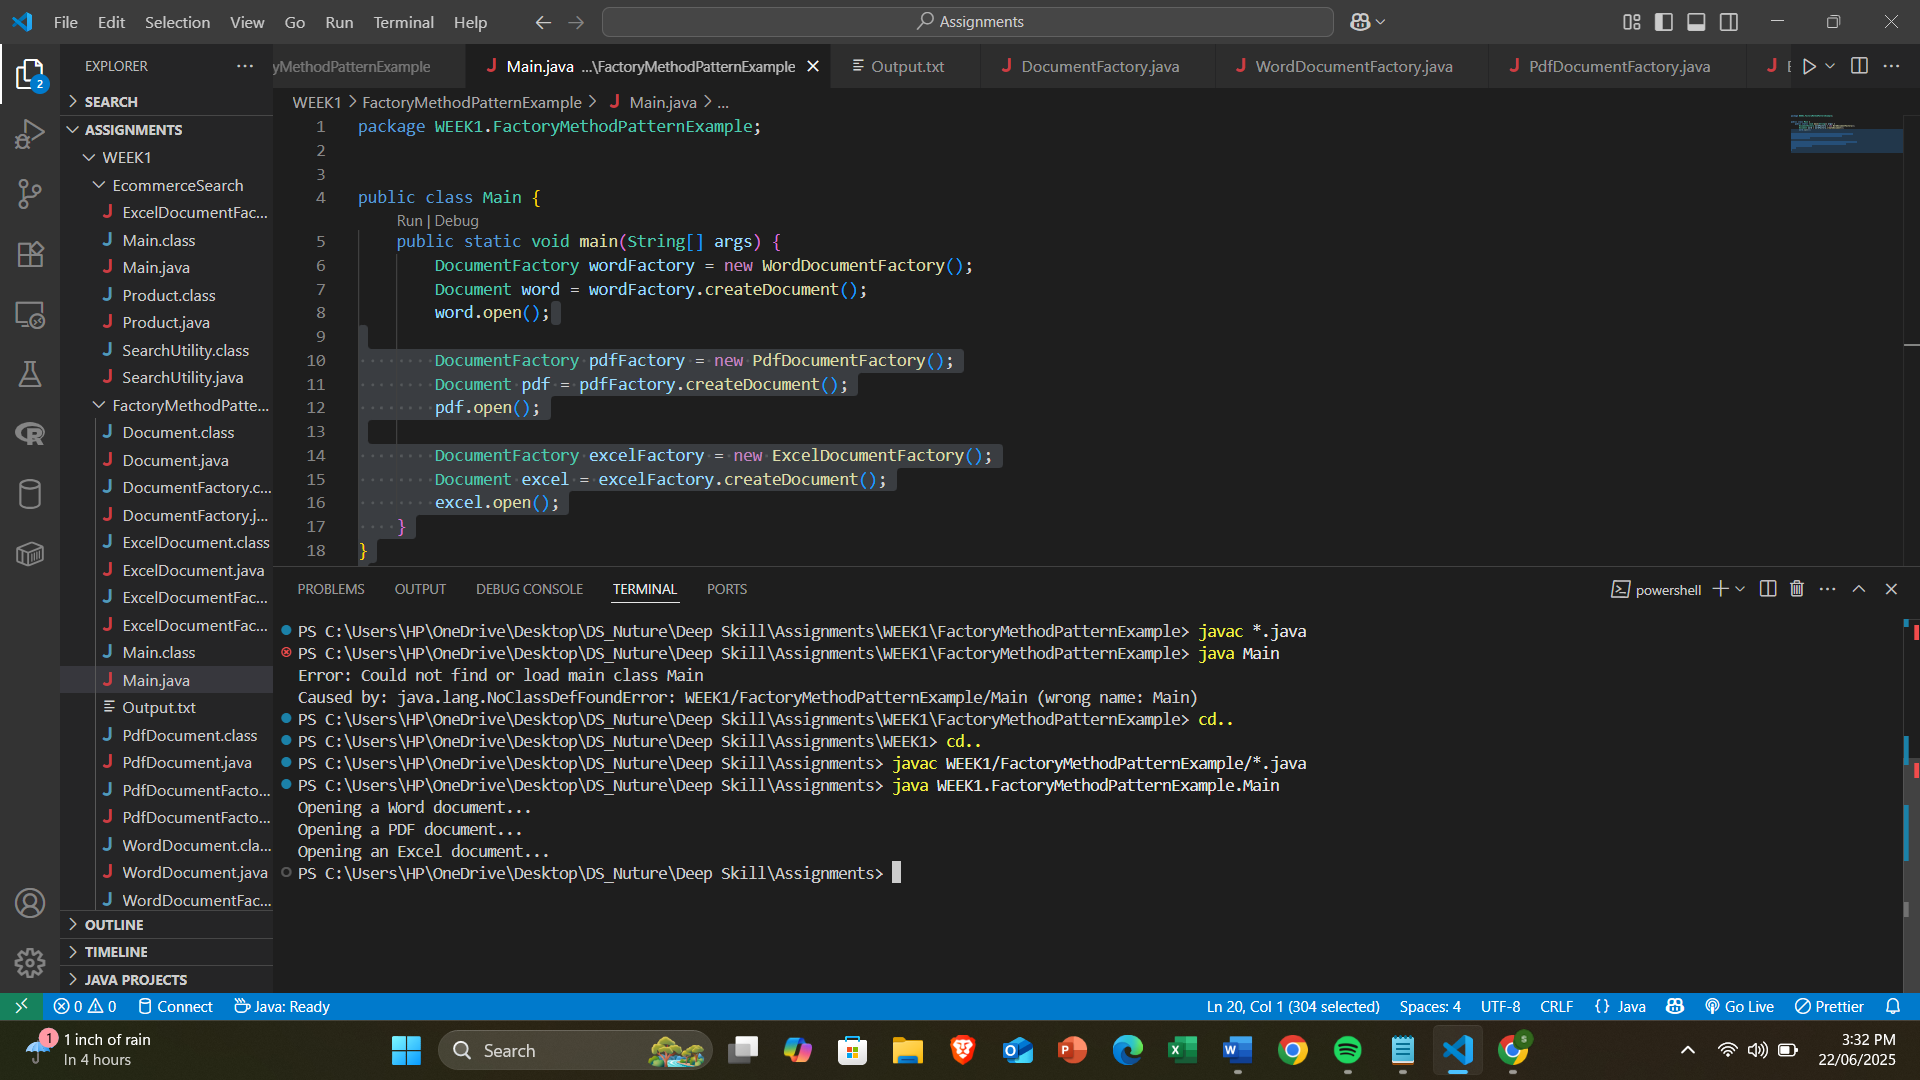 File Edit Selection View Go Run Terminal Help
Assignments
EXPLORER
SEARCH
ASSIGNMENTS
WEEK1
EcommerceSearch
ExcelDocumentFac...
Main.class
Main.java
Product.class
Product.java
SearchUtility.class
SearchUtility.java
FactoryMethodPatte...
Document.class
Document.java
DocumentFactory.c...
DocumentFactory.j...
ExcelDocument.class
ExcelDocument.java
ExcelDocumentFac...
ExcelDocumentFac...
Main.class
Main.java
Output.txt
PdfDocument.class
PdfDocument.java
PdfDocumentFacto...
PdfDocumentFacto...
WordDocument.cla...
WordDocument.java
WordDocumentFac...
OUTLINE
TIMELINE
JAVA PROJECTS
2
yMethodPatternExample
Main.java ...\FactoryMethodPatternExample
Output.txt
DocumentFactory.java
WordDocumentFactory.java
PdfDocumentFactory.java
WEEK1 > FactoryMethodPatternExample > Main.java > ...
1 package WEEK1.FactoryMethodPatternExample;
2
3
4 public class Main {
Run | Debug
5 public static void main(String[] args) {
6 DocumentFactory wordFactory = new WordDocumentFactory();
7 Document word = wordFactory.createDocument();
8 word.open();
9
10 DocumentFactory pdfFactory = new PdfDocumentFactory();
11 Document pdf = pdfFactory.createDocument();
12 pdf.open();
13
14 DocumentFactory excelFactory = new ExcelDocumentFactory();
15 Document excel = excelFactory.createDocument();
16 excel.open();
17 }
18 }
PROBLEMS OUTPUT DEBUG CONSOLE TERMINAL PORTS
powershell
PS C:\Users\HP\OneDrive\Desktop\DS_Nuture\Deep Skill\Assignments\WEEK1\FactoryMethodPatternExample> javac *.java
PS C:\Users\HP\OneDrive\Desktop\DS_Nuture\Deep Skill\Assignments\WEEK1\FactoryMethodPatternExample> java Main
Error: Could not find or load main class Main
Caused by: java.lang.NoClassDefFoundError: WEEK1/FactoryMethodPatternExample/Main (wrong name: Main)
PS C:\Users\HP\OneDrive\Desktop\DS_Nuture\Deep Skill\Assignments\WEEK1\FactoryMethodPatternExample> cd..
PS C:\Users\HP\OneDrive\Desktop\DS_Nuture\Deep Skill\Assignments\WEEK1> cd..
PS C:\Users\HP\OneDrive\Desktop\DS_Nuture\Deep Skill\Assignments> javac WEEK1/FactoryMethodPatternExample/*.java
PS C:\Users\HP\OneDrive\Desktop\DS_Nuture\Deep Skill\Assignments> java WEEK1.FactoryMethodPatternExample.Main
Opening a Word document...
Opening a PDF document...
Opening an Excel document...
PS C:\Users\HP\OneDrive\Desktop\DS_Nuture\Deep Skill\Assignments>
0 0 Connect Java: Ready
Ln 20, Col 1 (304 selected) Spaces: 4 UTF-8 CRLF {} Java Go Live Prettier
1
1 inch of rain
In 4 hours
Search
3:32 PM
22/06/2025